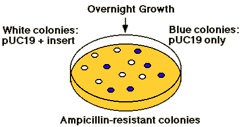 Overnight Growth
White colonies:
pUC19 + insert
Blue colonies:
pUC19 only
Ampicillin-resistant colonies